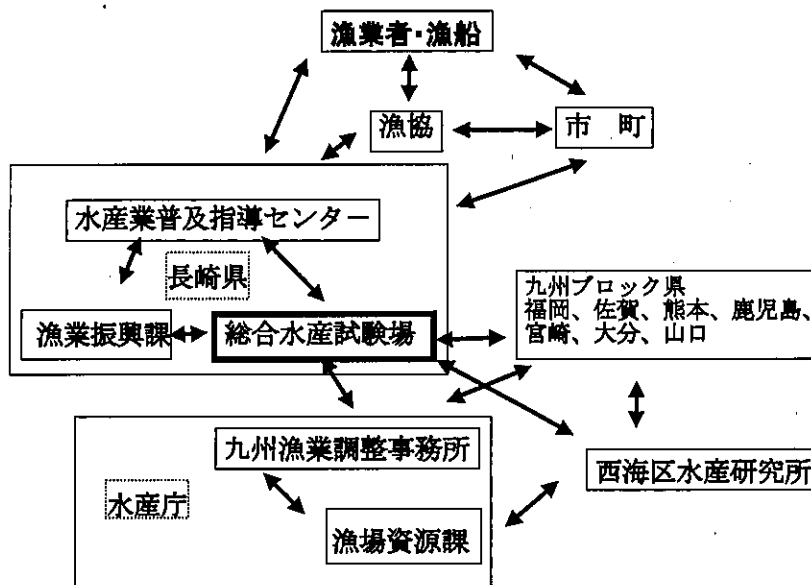 漁業者・漁船
漁協
市　町
水産業普及指導センター
長崎県
漁業振興課
総合水産試験場
九州ブロック県
福岡、佐賀、熊本、鹿児島、
宮崎、大分、山口
九州漁業調整事務所
西海区水産研究所
水産庁
漁場資源課